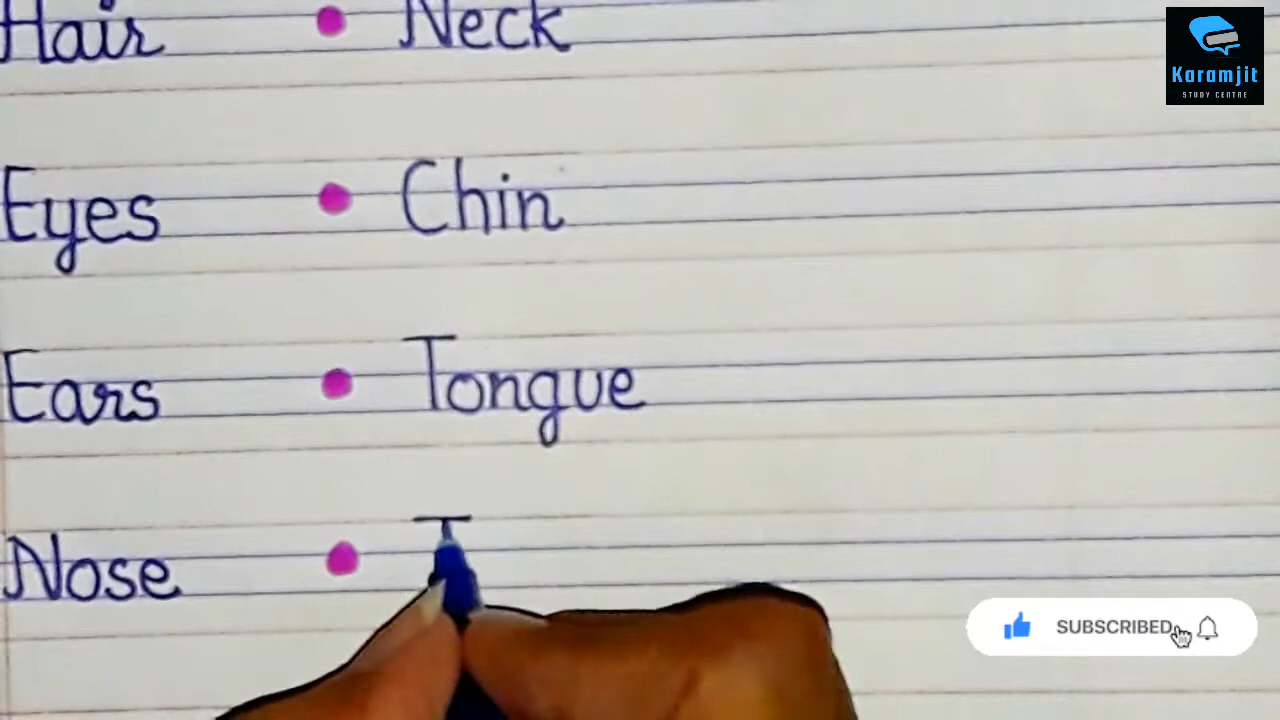 Hair • Neck
Karamjit
STUDY CENTRE
Eyes • Chin
Ears • Tongue
Nose •
SUBSCRIBED